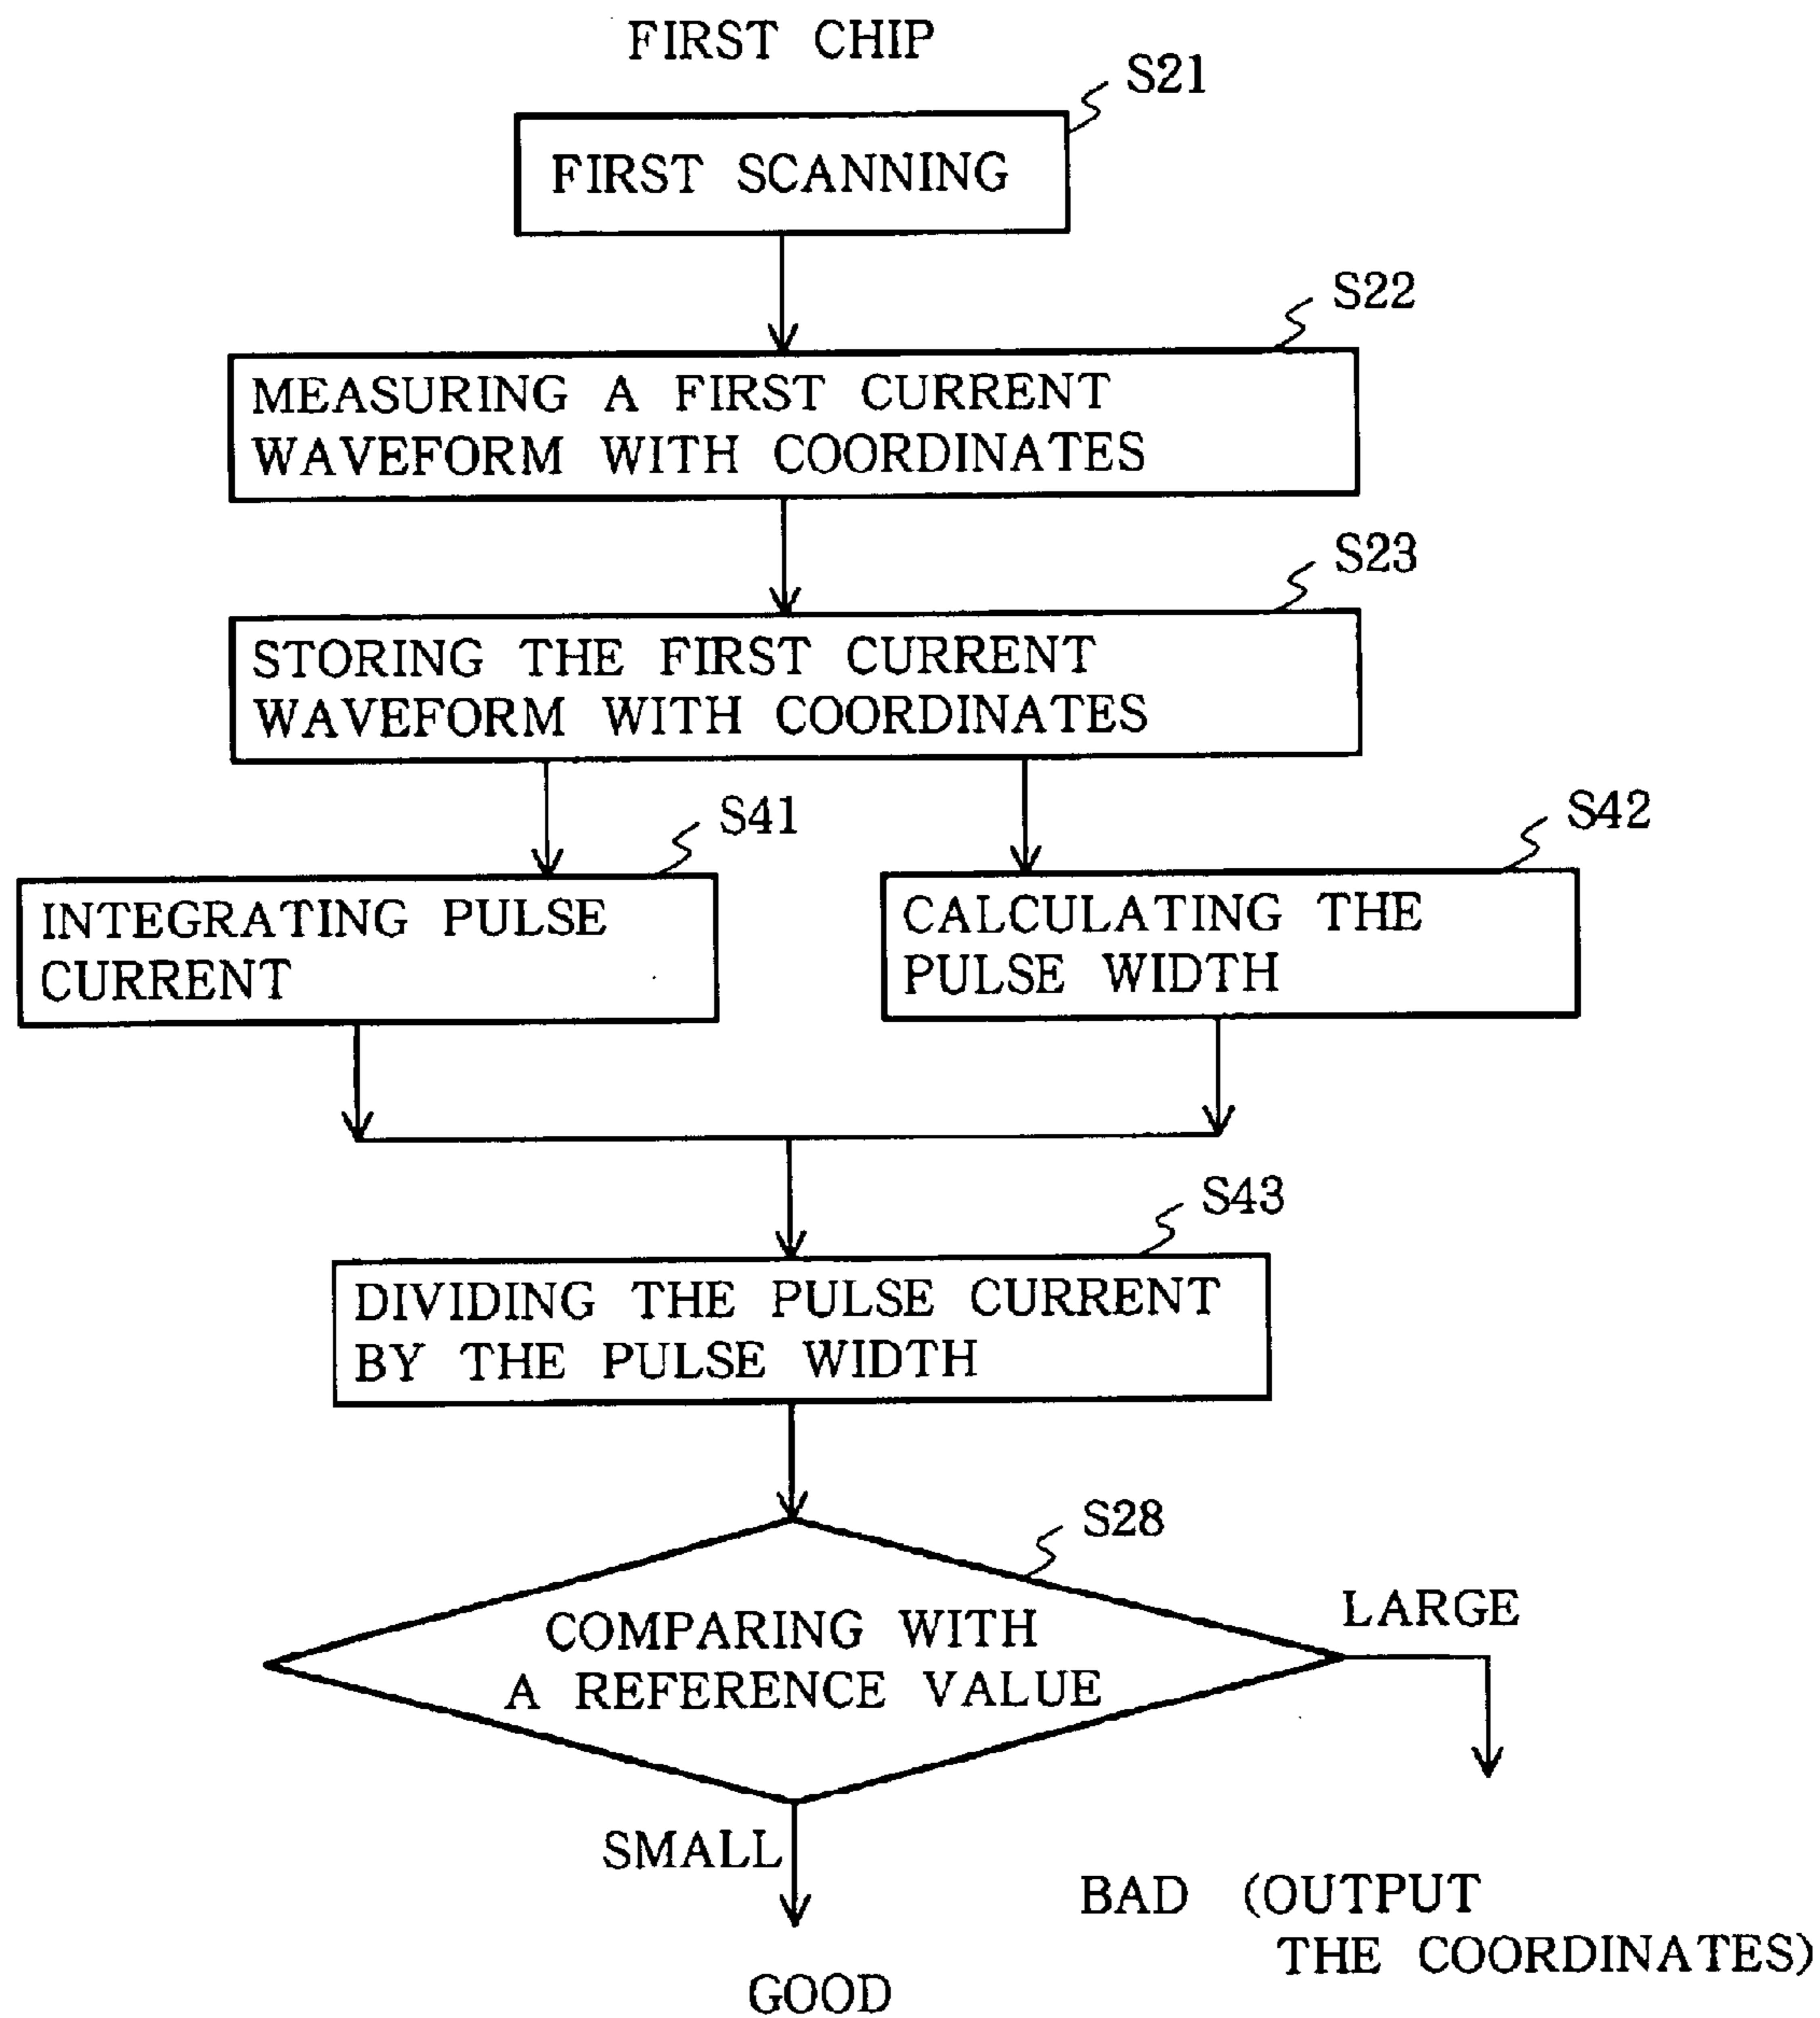 FIRST CHIP
S21
FIRST SCANNING
S22
MEASURING A FIRST CURRENT
WAVEFORM WITH COORDINATES
S23
STORING THE FIRST CURRENT
WAVEFORM WITH COORDINATES
S41
INTEGRATING PULSE
CURRENT
S42
CALCULATING THE
PULSE WIDTH
S43
DIVIDING THE PULSE CURRENT
BY THE PULSE WIDTH
S28
COMPARING WITH
A REFERENCE VALUE
LARGE
SMALL
BAD (OUTPUT
THE COORDINATES)
GOOD